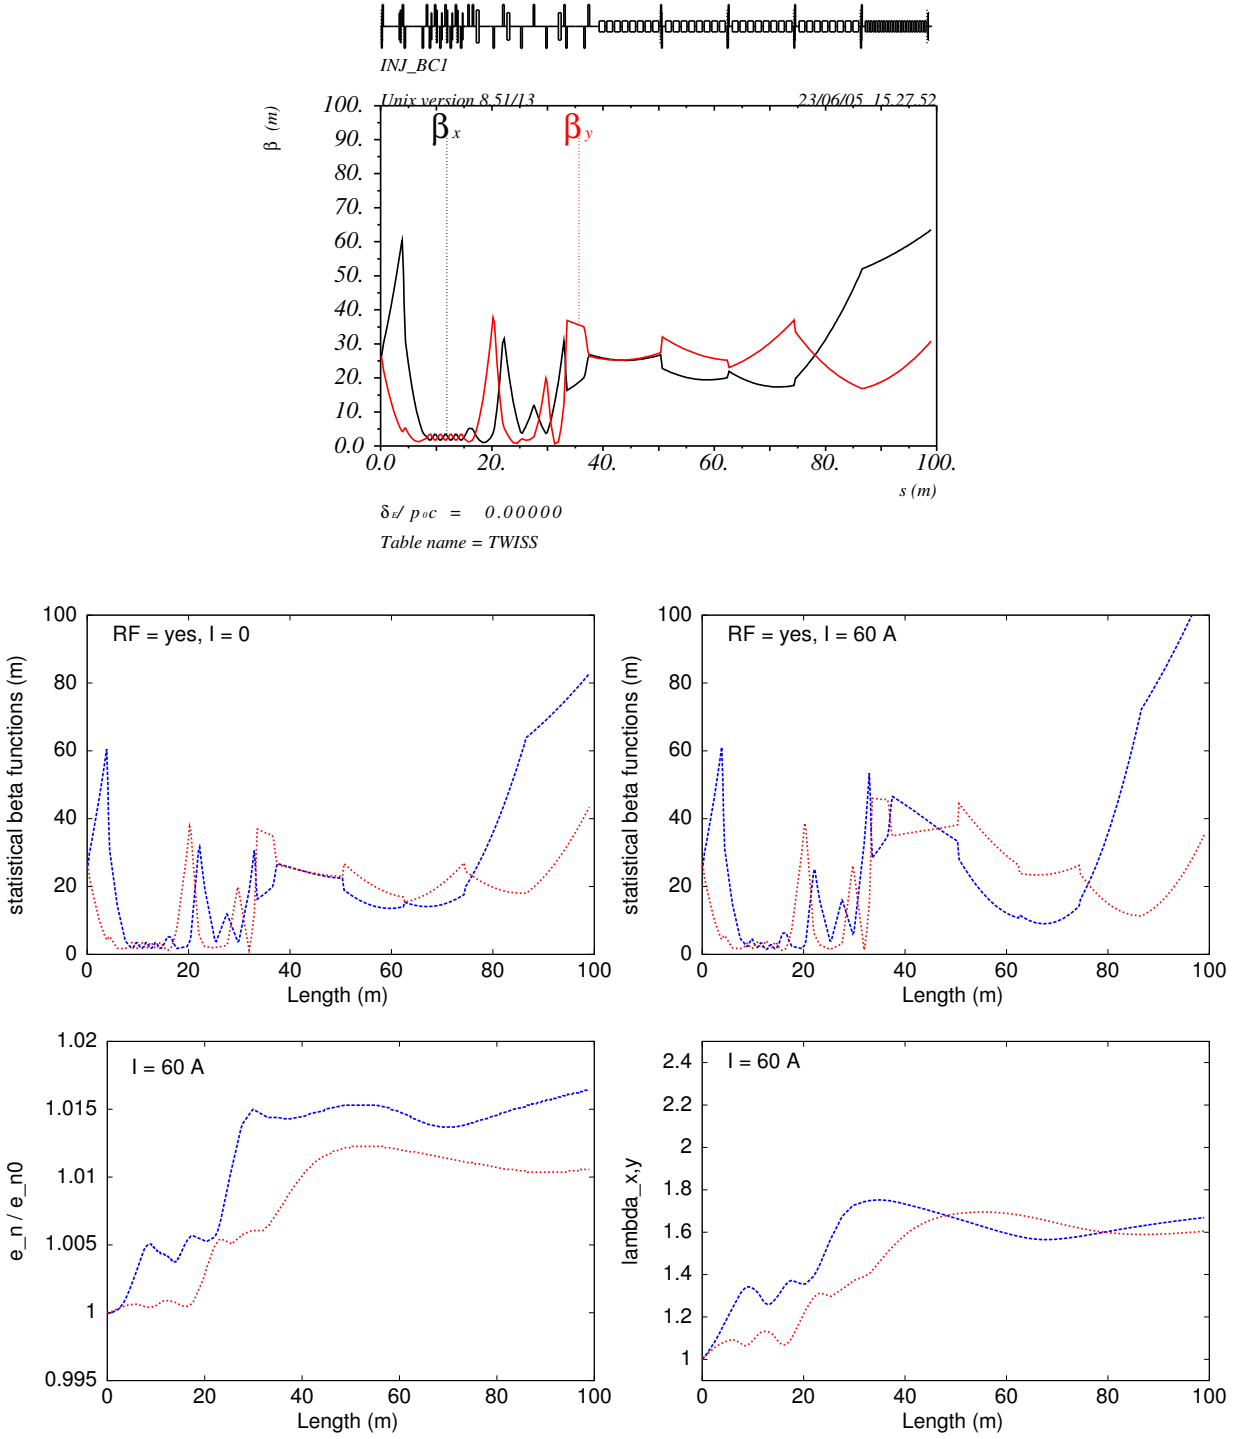 INJ_BC1
Unix version 8.51/13 23/06/05 15.27.52
β (m)
100.
90.
80.
70.
60.
50.
40.
30.
20.
10.
0.0
β x β y
0.0 20. 40. 60. 80. 100.
s (m)
δE/ p0c = 0.00000
Table name = TWISS
statistical beta functions (m)
100
80
60
40
20
0
RF = yes, I = 0
0 20 40 60 80 100
Length (m)
statistical beta functions (m)
100
80
60
40
20
0
RF = yes, I = 60 A
0 20 40 60 80 100
Length (m)
e_n / e_n0
1.02
1.015
1.01
1.005
1
0.995
I = 60 A
0 20 40 60 80 100
Length (m)
lambda_x,y
2.4
2.2
2
1.8
1.6
1.4
1.2
1
I = 60 A
0 20 40 60 80 100
Length (m)